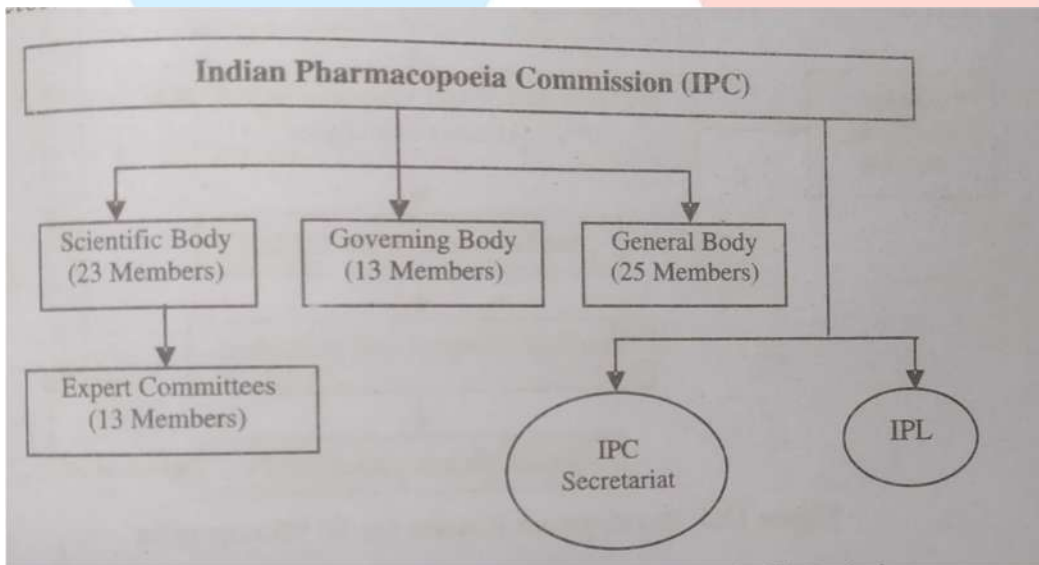 Indian Pharmacopoeia Commission (IPC)
Scientific Body
(23 Members)
Governing Body
(13 Members)
General Body
(25 Members)
Expert Committees
(13 Members)
IPC
Secretariat
IPL